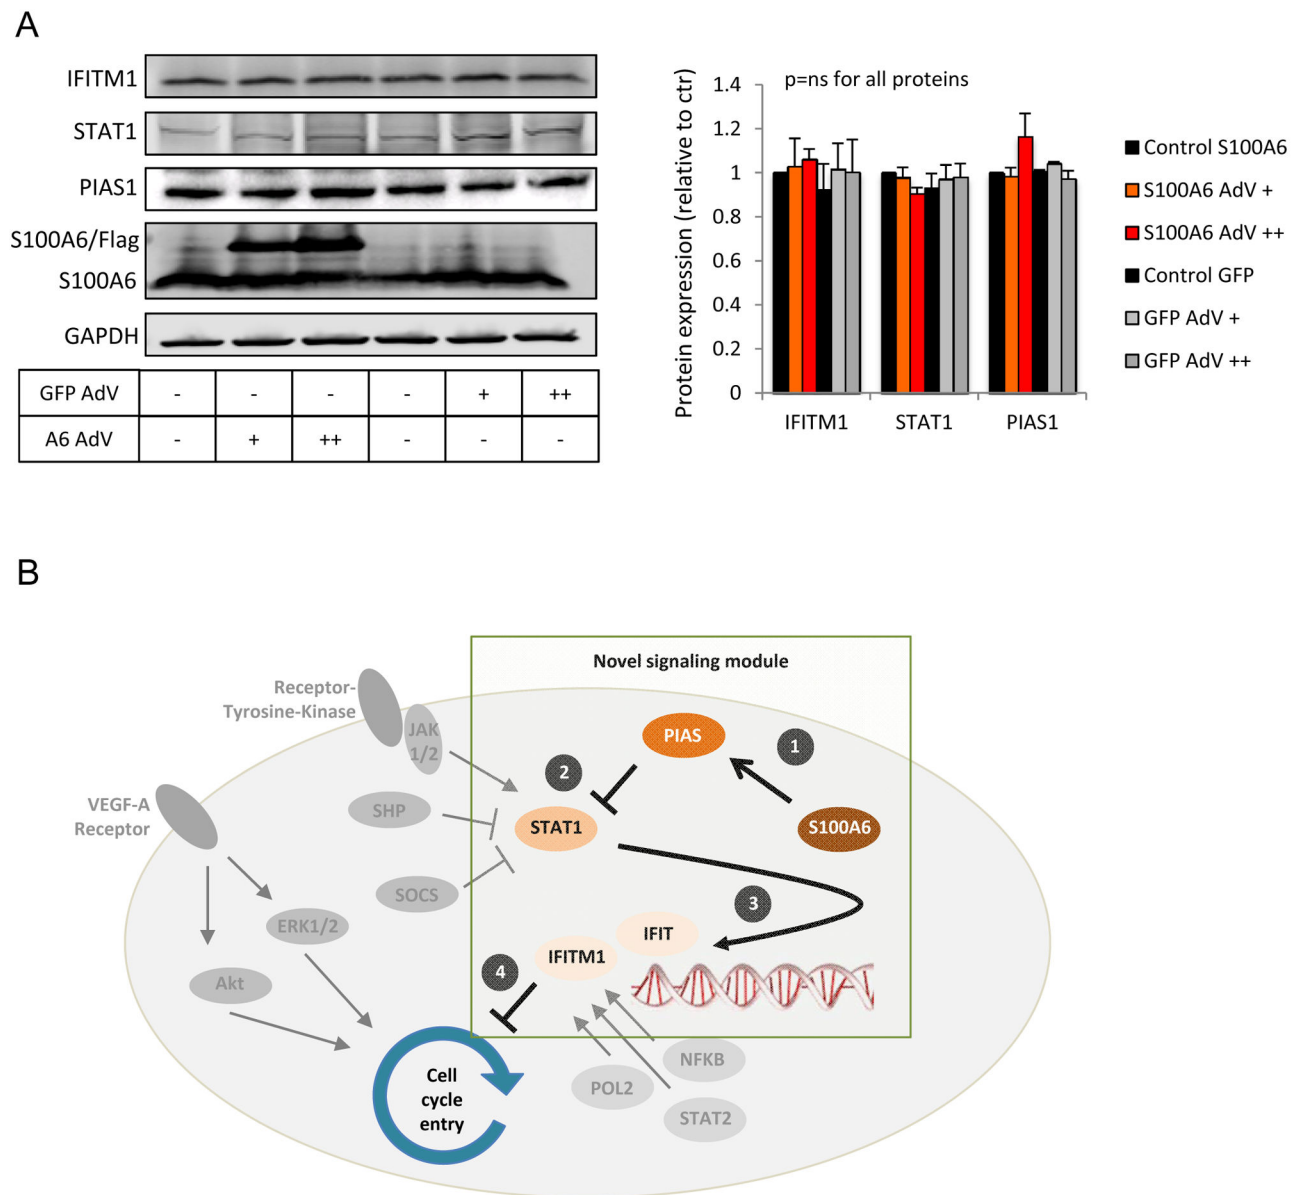 A
IFITM1
STAT1
PIAS1
S100A6/Flag
S100A6
GAPDH
GFP AdV - - - - + ++
A6 AdV - + ++ - - -
Protein expression (relative to ctr)
1.4
1.2
1
0.8
0.6
0.4
0.2
0
p=ns for all proteins
IFITM1 STAT1 PIAS1
Control S100A6
S100A6 AdV +
S100A6 AdV ++
Control GFP
GFP AdV +
GFP AdV ++
B
Novel signaling module
Receptor-
Tyrosine-Kinase
JAK
1/2
PIAS
1
2
VEGF-A
Receptor
SHP
STAT1
S100A6
SOCS
3
ERK1/2
IFIT
IFITM1
4
Akt
NFKB
POL2
STAT2
Cell
cycle
entry